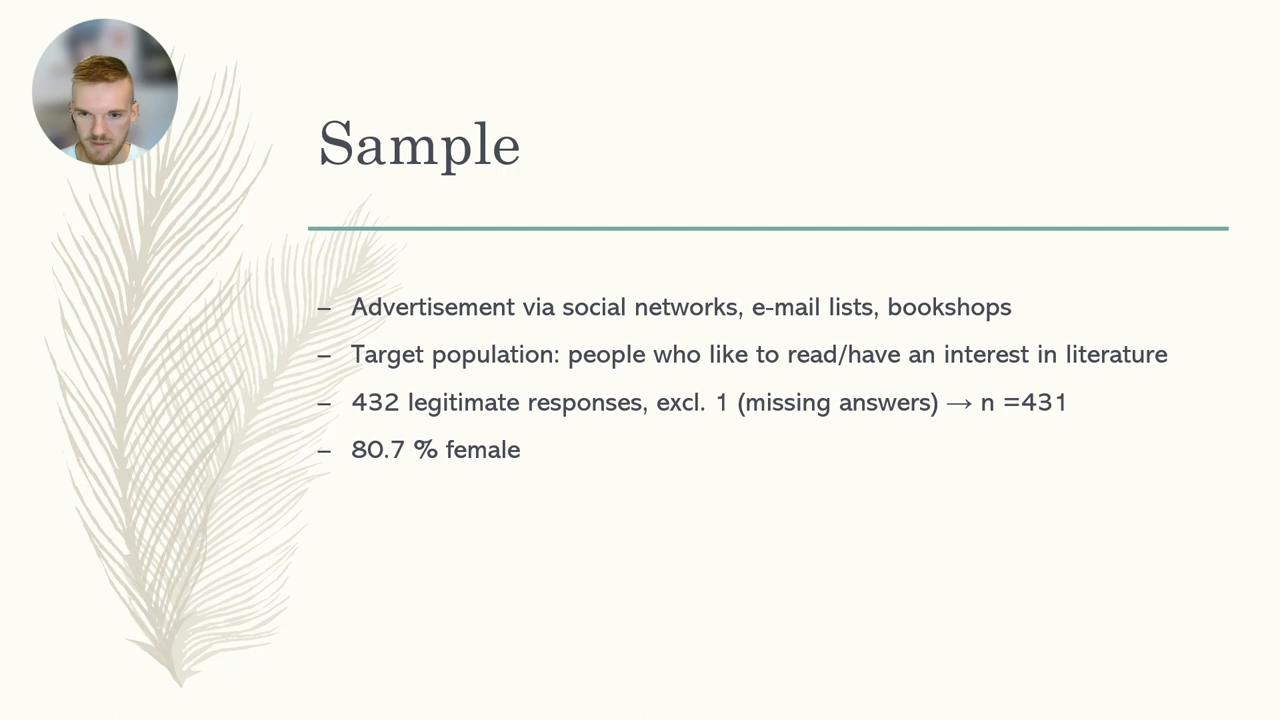 Sample
– Advertisement via social networks, e-mail lists, bookshops
– Target population: people who like to read/have an interest in literature
– 432 legitimate responses, excl. 1 (missing answers) → n =431
– 80.7 % female